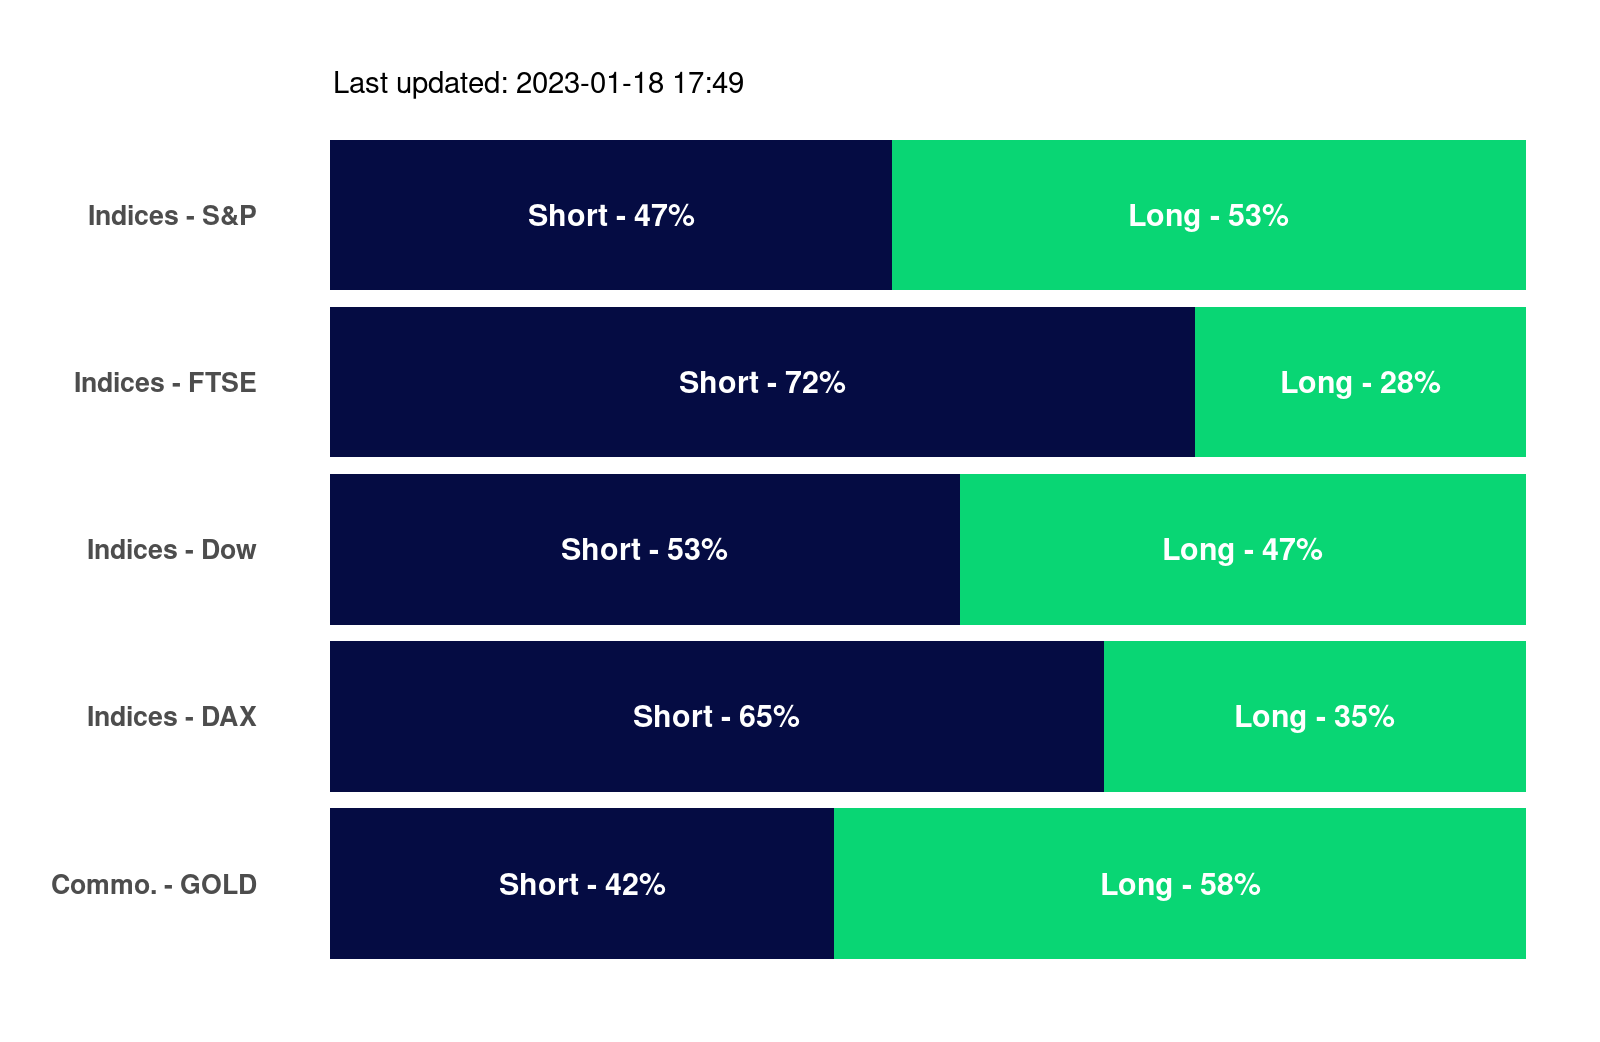 Last updated: 2023-01-18 17:49
Indices - S&P Short - 47% Long - 53%
Indices - FTSE Short - 72% Long - 28%
Indices - Dow Short - 53% Long - 47%
Indices - DAX Short - 65% Long - 35%
Commo. - GOLD Short - 42% Long - 58%